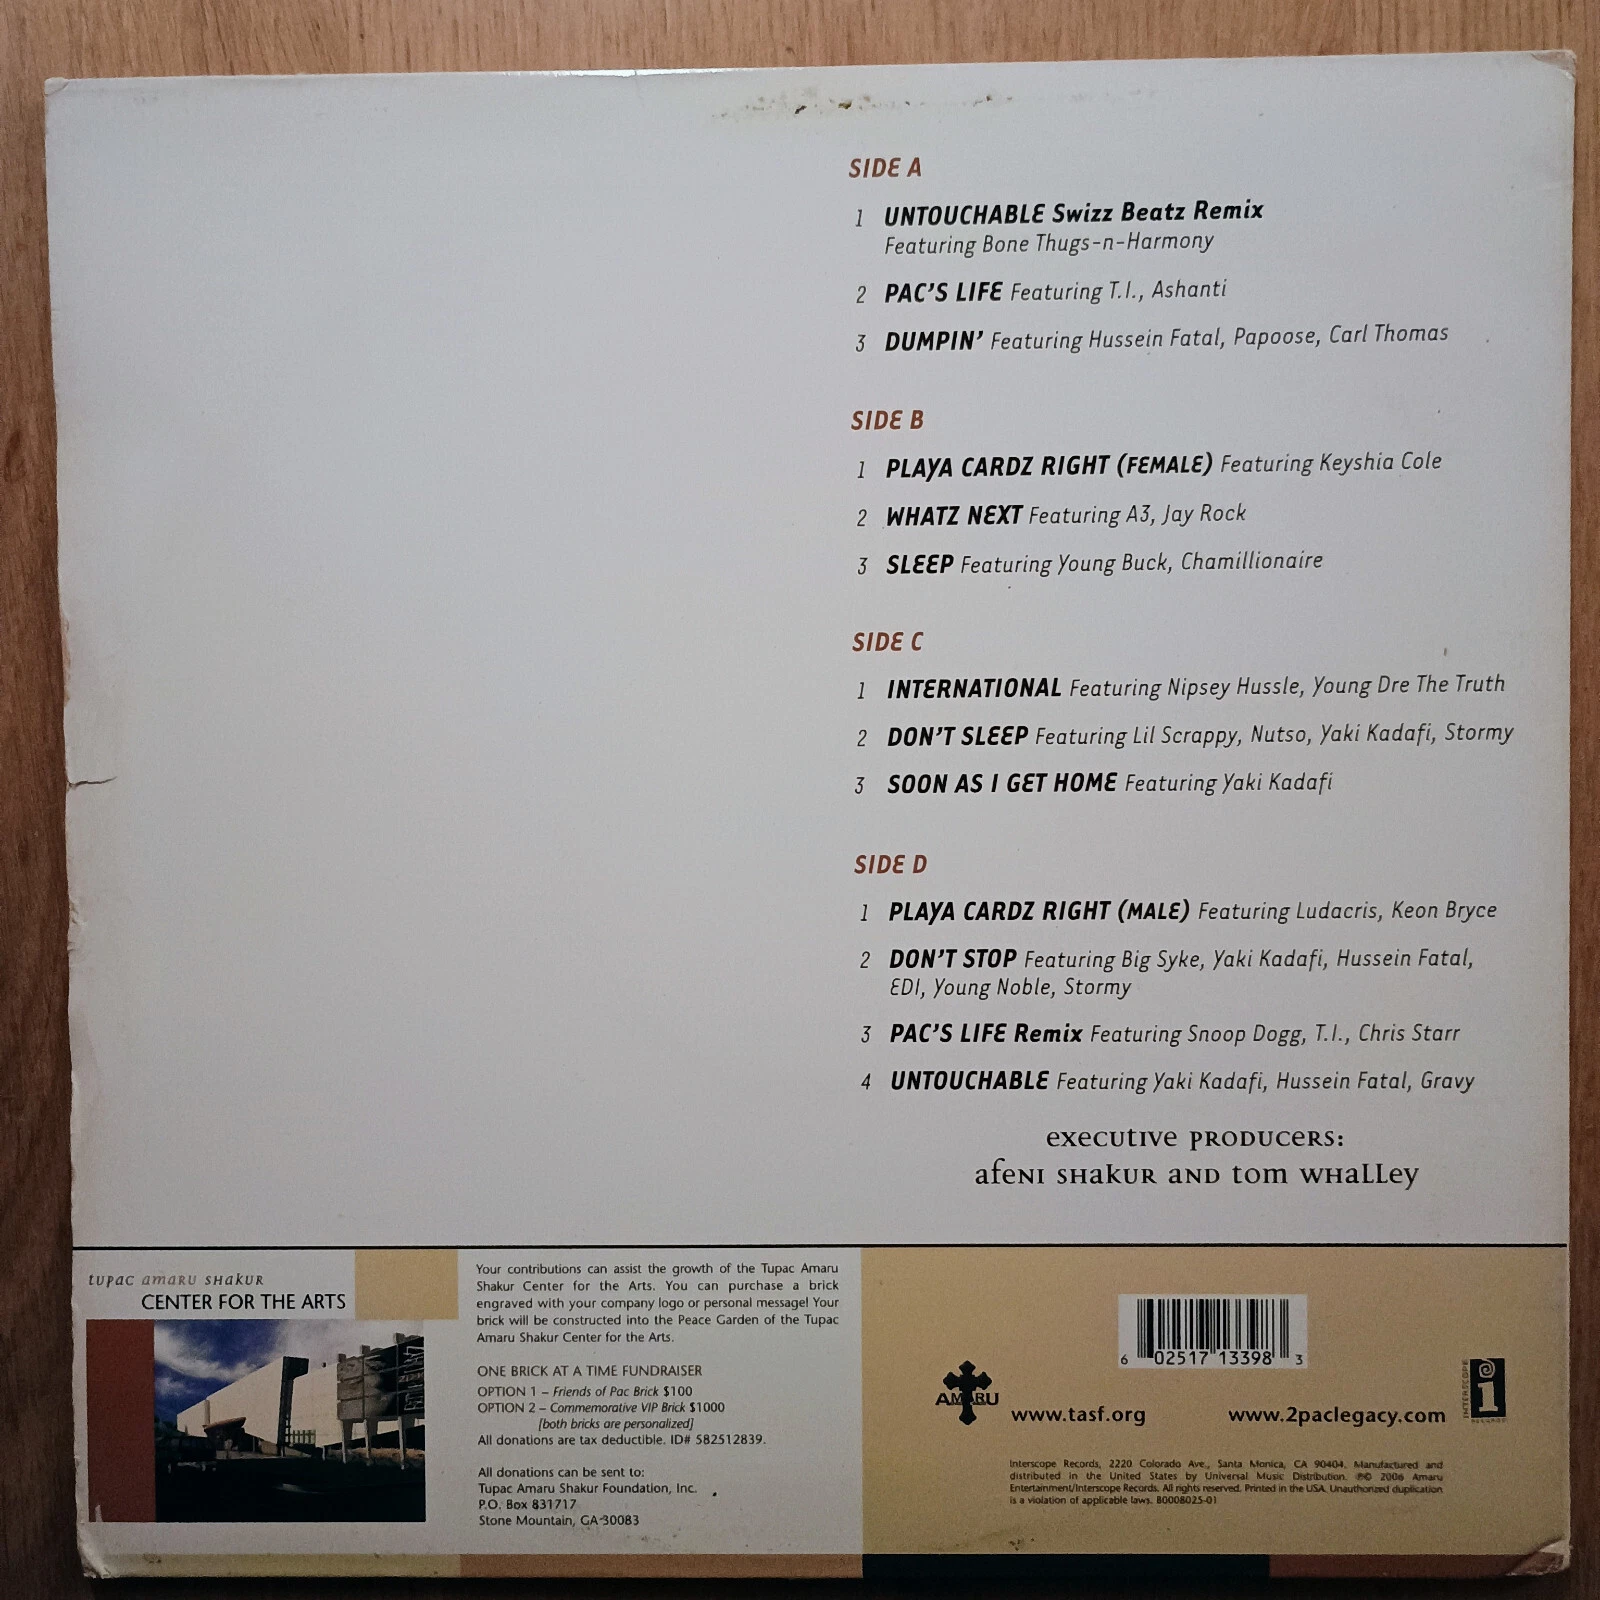 SIDE A
1 UNTOUCHABLE Swizz Beatz Remix
Featuring Bone Thugs-n-Harmony
2 PAC'S LIFE Featuring T.I., Ashanti
3 DUMPIN' Featuring Hussein Fatal, Papoose, Carl Thomas
SIDE B
1 PLAYA CARDZ RIGHT (FEMALE) Featuring Keyshia Cole
2 WHATZ NEXT Featuring A3, Jay Rock
3 SLEEP Featuring Young Buck, Chamillionaire
SIDE C
1 INTERNATIONAL Featuring Nipsey Hussle, Young Dre The Truth
2 DON'T SLEEP Featuring Lil Scrappy, Nutso, Yaki Kadafi, Stormy
3 SOON AS I GET HOME Featuring Yaki Kadafi
SIDE D
1 PLAYA CARDZ RIGHT (MALE) Featuring Ludacris, Keon Bryce
2 DON'T STOP Featuring Big Syke, Yaki Kadafi, Hussein Fatal,
EDI, Young Noble, Stormy
3 PAC'S LIFE Remix Featuring Snoop Dogg, T.I., Chris Starr
4 UNTOUCHABLE Featuring Yaki Kadafi, Hussein Fatal, Gravy
executive producers:
afeni shakur and tom whalley
tupac amaru shakur
CENTER FOR THE ARTS
Your contributions can assist the growth of the Tupac Amaru
Shakur Center for the Arts. You can purchase a brick
engraved with your company logo or personal message! Your
brick will be constructed into the Peace Garden of the Tupac
Amaru Shakur Center for the Arts.
ONE BRICK AT A TIME FUNDRAISER
OPTION 1 – Friends of Pac Brick $100
OPTION 2 – Commemorative VIP Brick $1000
[both bricks are personalized]
All donations are tax deductible. ID# 582512839.
All donations can be sent to:
Tupac Amaru Shakur Foundation, Inc.
P.O. Box 831717
Stone Mountain, GA 30083
6 02517 13398 3
AMARU
www.tasf.org
www.2paclegacy.com
INTERSCOPE
RECORDS
Interscope Records, 2220 Colorado Ave., Santa Monica, CA 90404. Manufactured and
distributed in the United States by Universal Music Distribution. ℗© 2006 Amaru
Entertainment/Interscope Records. All rights reserved. Printed in the USA. Unauthorized duplication
is a violation of applicable laws. B0008025-01